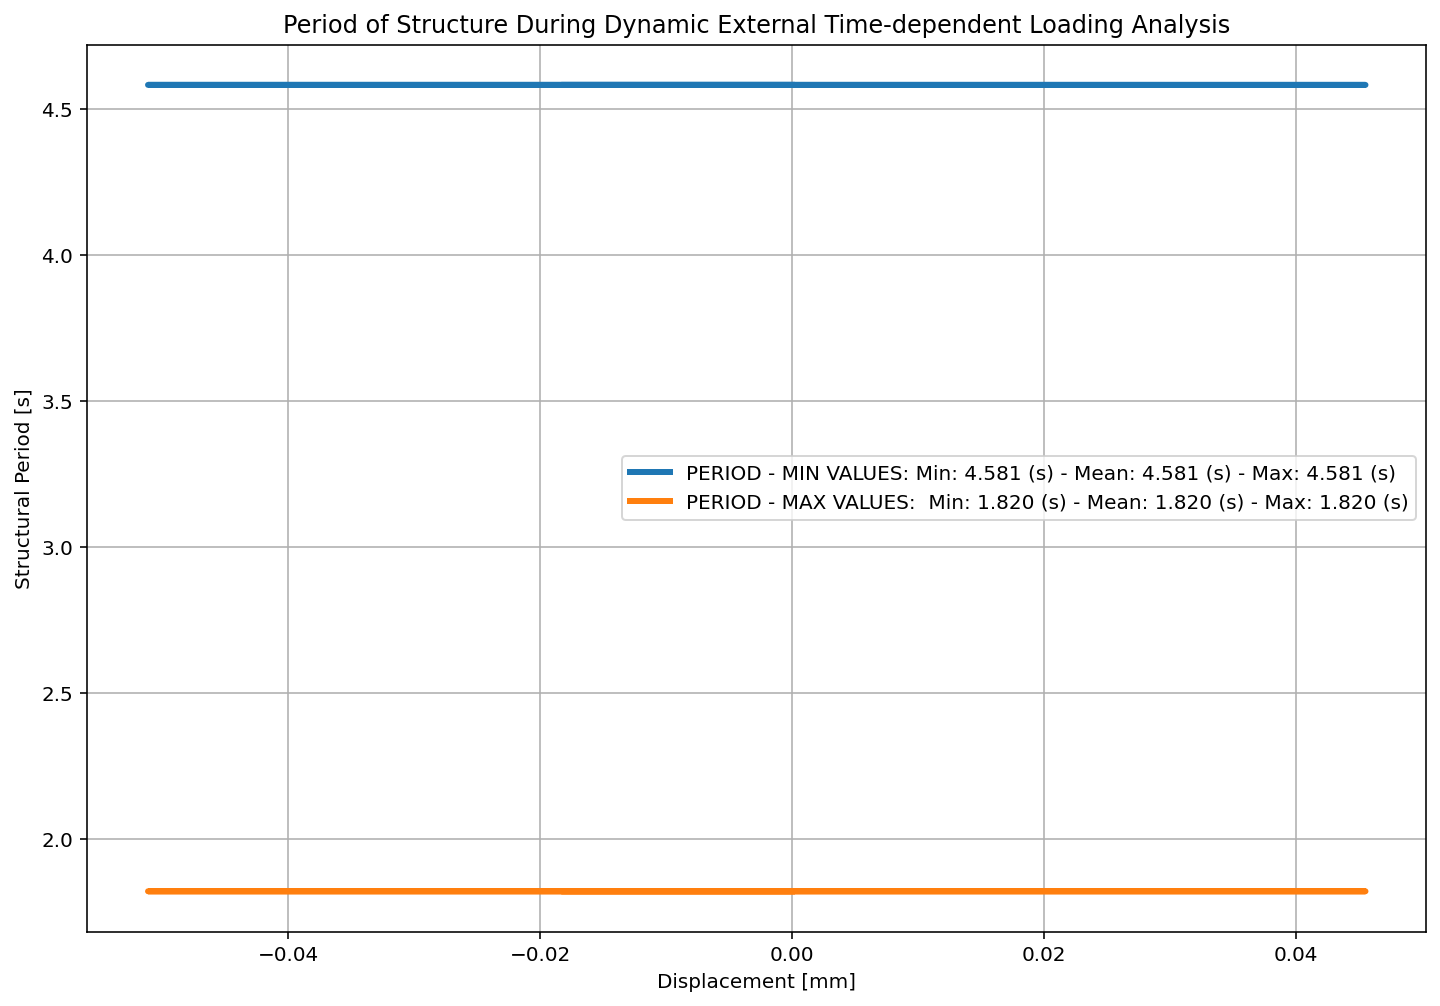 Period of Structure During Dynamic External Time-dependent Loading Analysis
4.5
4.0
3.5
3.0
2.5
2.0
Structural Period [s]
PERIOD - MIN VALUES: Min: 4.581 (s) - Mean: 4.581 (s) - Max: 4.581 (s)
PERIOD - MAX VALUES:  Min: 1.820 (s) - Mean: 1.820 (s) - Max: 1.820 (s)
−0.04
−0.02
0.00
0.02
0.04
Displacement [mm]